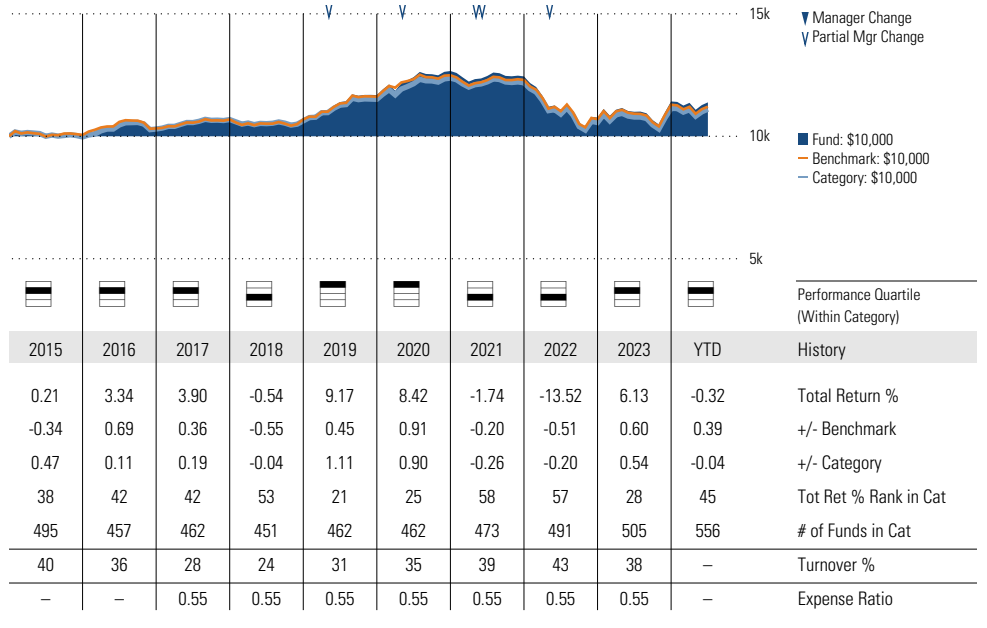 15k
▼ Manager Change
∨ Partial Mgr Change
10k
Fund: $10,000
Benchmark: $10,000
Category: $10,000
5k
Performance Quartile
(Within Category)
2015 2016 2017 2018 2019 2020 2021 2022 2023 YTD History
0.21 3.34 3.90 -0.54 9.17 8.42 -1.74 -13.52 6.13 -0.32 Total Return %
-0.34 0.69 0.36 -0.55 0.45 0.91 -0.20 -0.51 0.60 0.39 +/- Benchmark
0.47 0.11 0.19 -0.04 1.11 0.90 -0.26 -0.20 0.54 -0.04 +/- Category
38 42 42 53 21 25 58 57 28 45 Tot Ret % Rank in Cat
495 457 462 451 462 462 473 491 505 556 # of Funds in Cat
40 36 28 24 31 35 39 43 38 – Turnover %
– – 0.55 0.55 0.55 0.55 0.55 0.55 0.55 – Expense Ratio